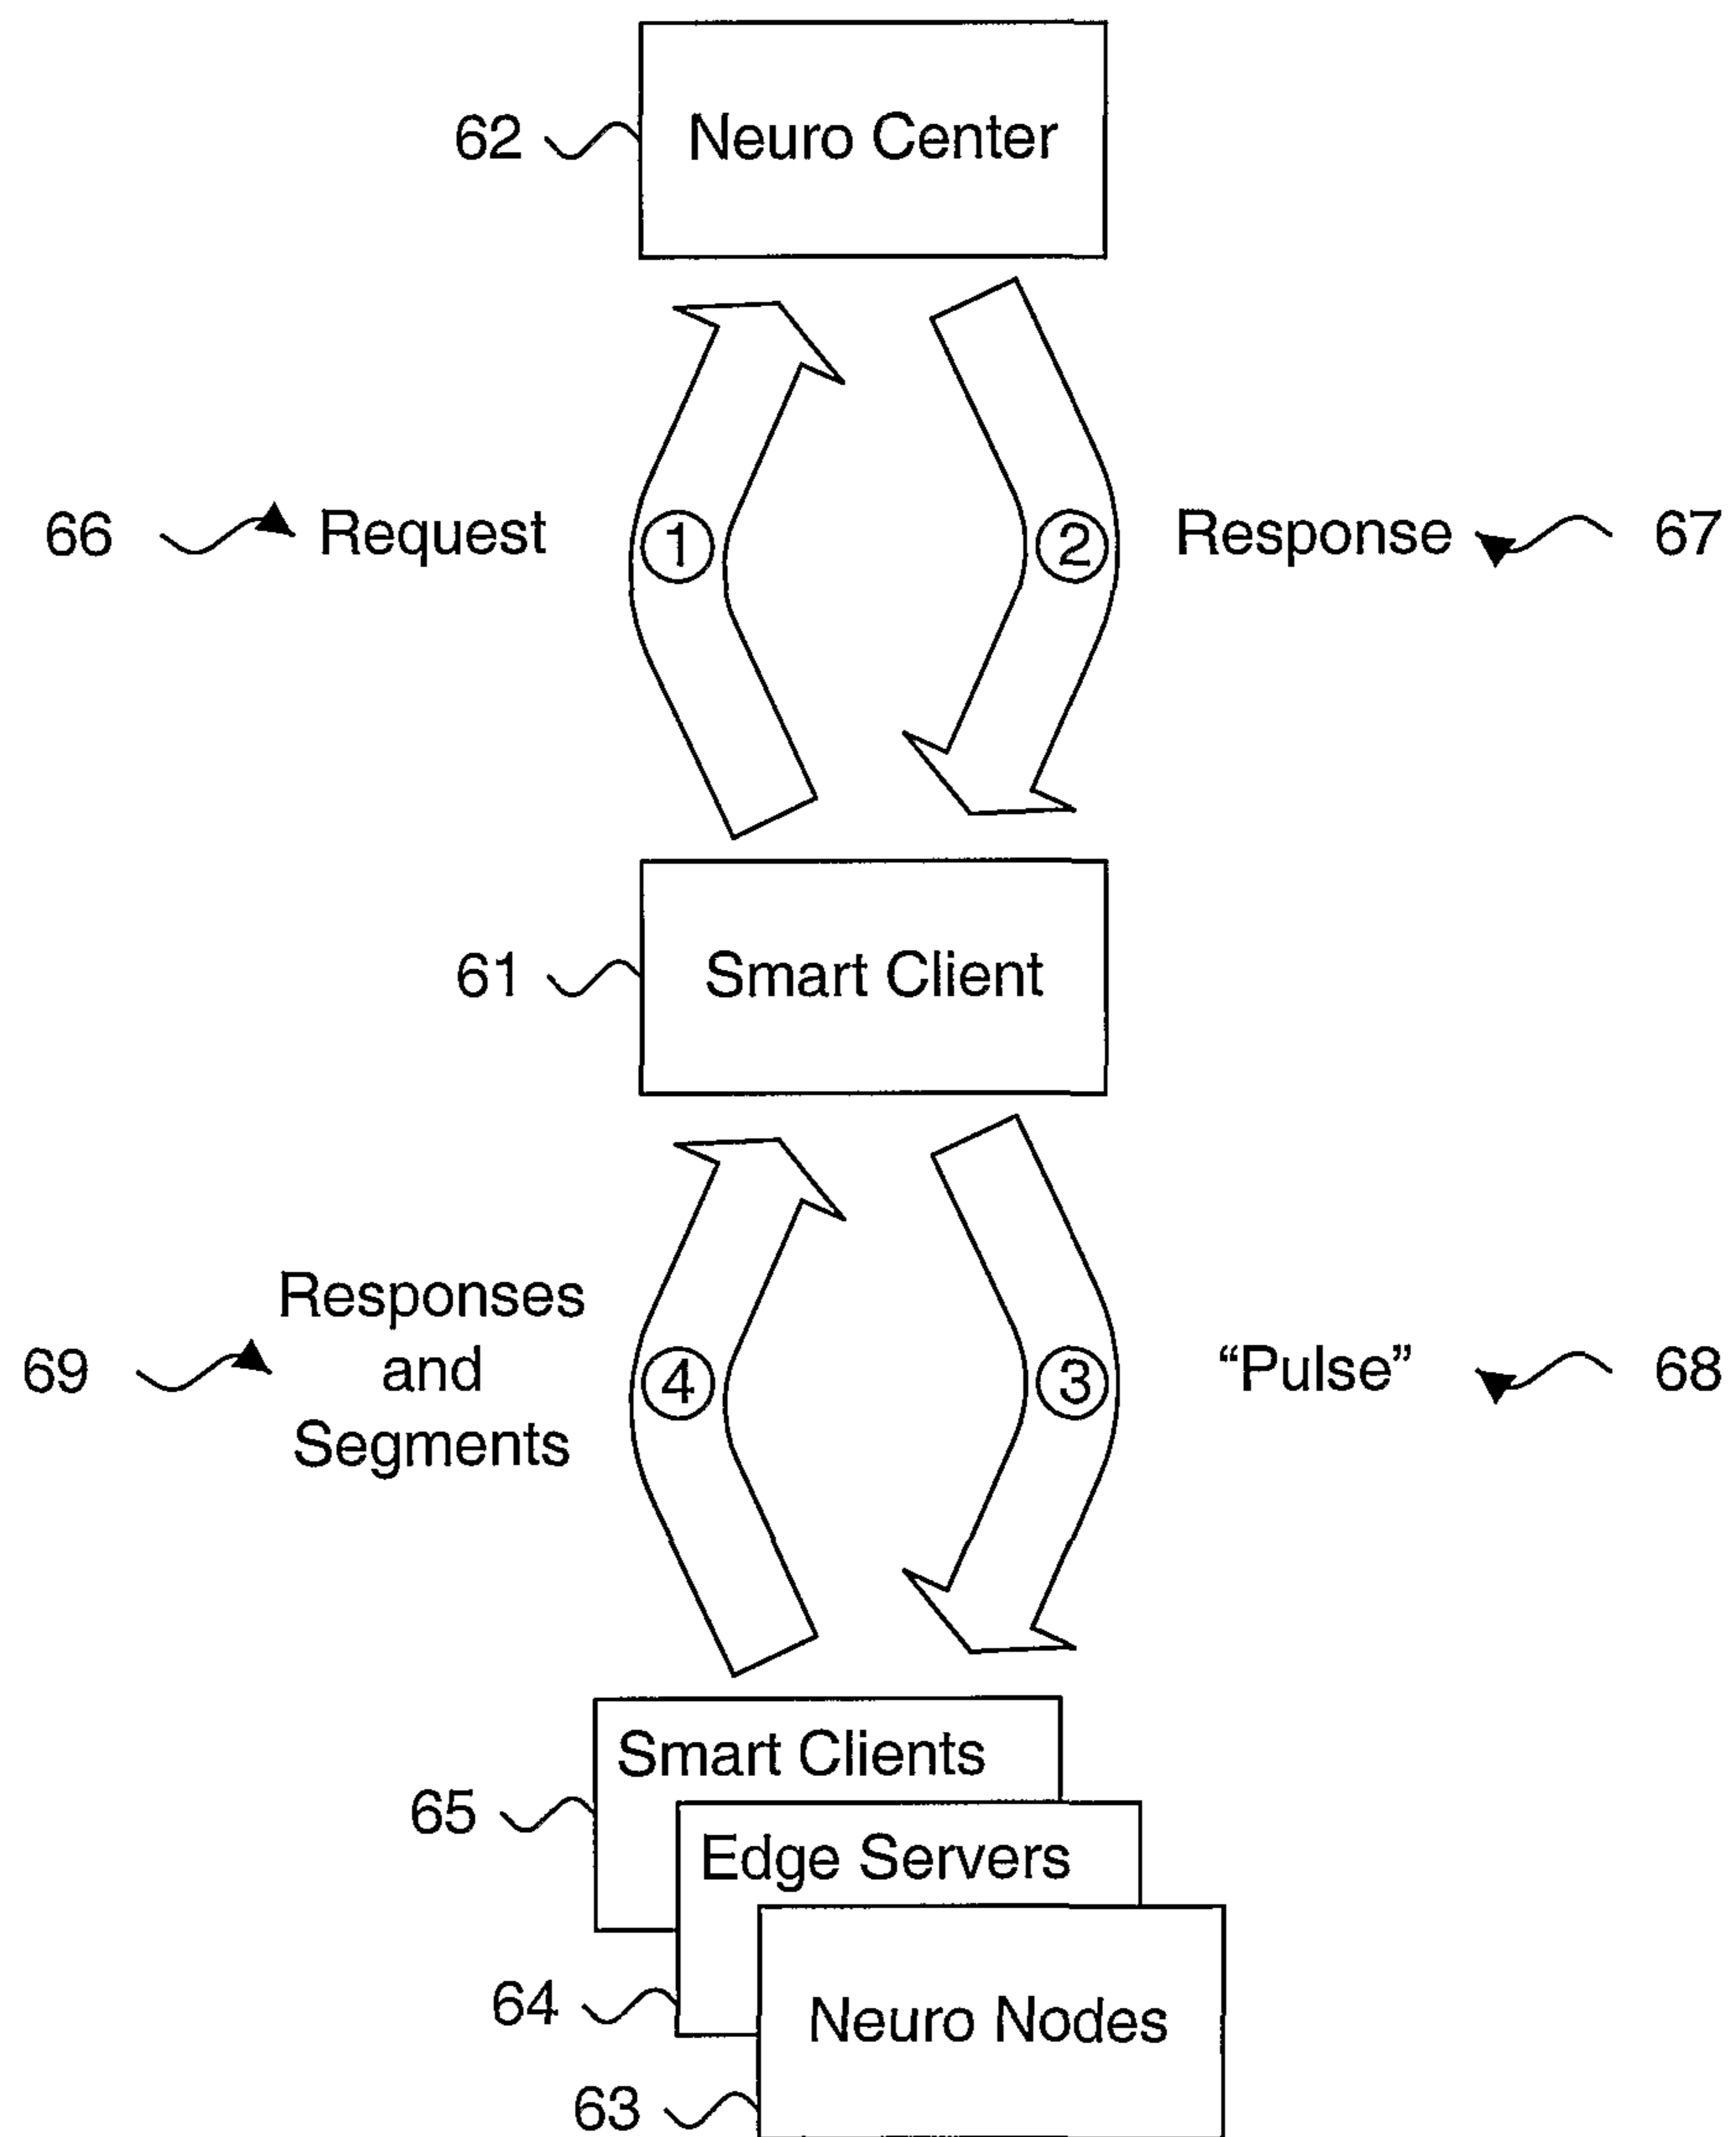 62 Neuro Center
66 Request 1 2 Response 67
61 Smart Client
Responses
69 and 4 3 “Pulse” 68
Segments
Smart Clients
65
Edge Servers
64
Neuro Nodes
63